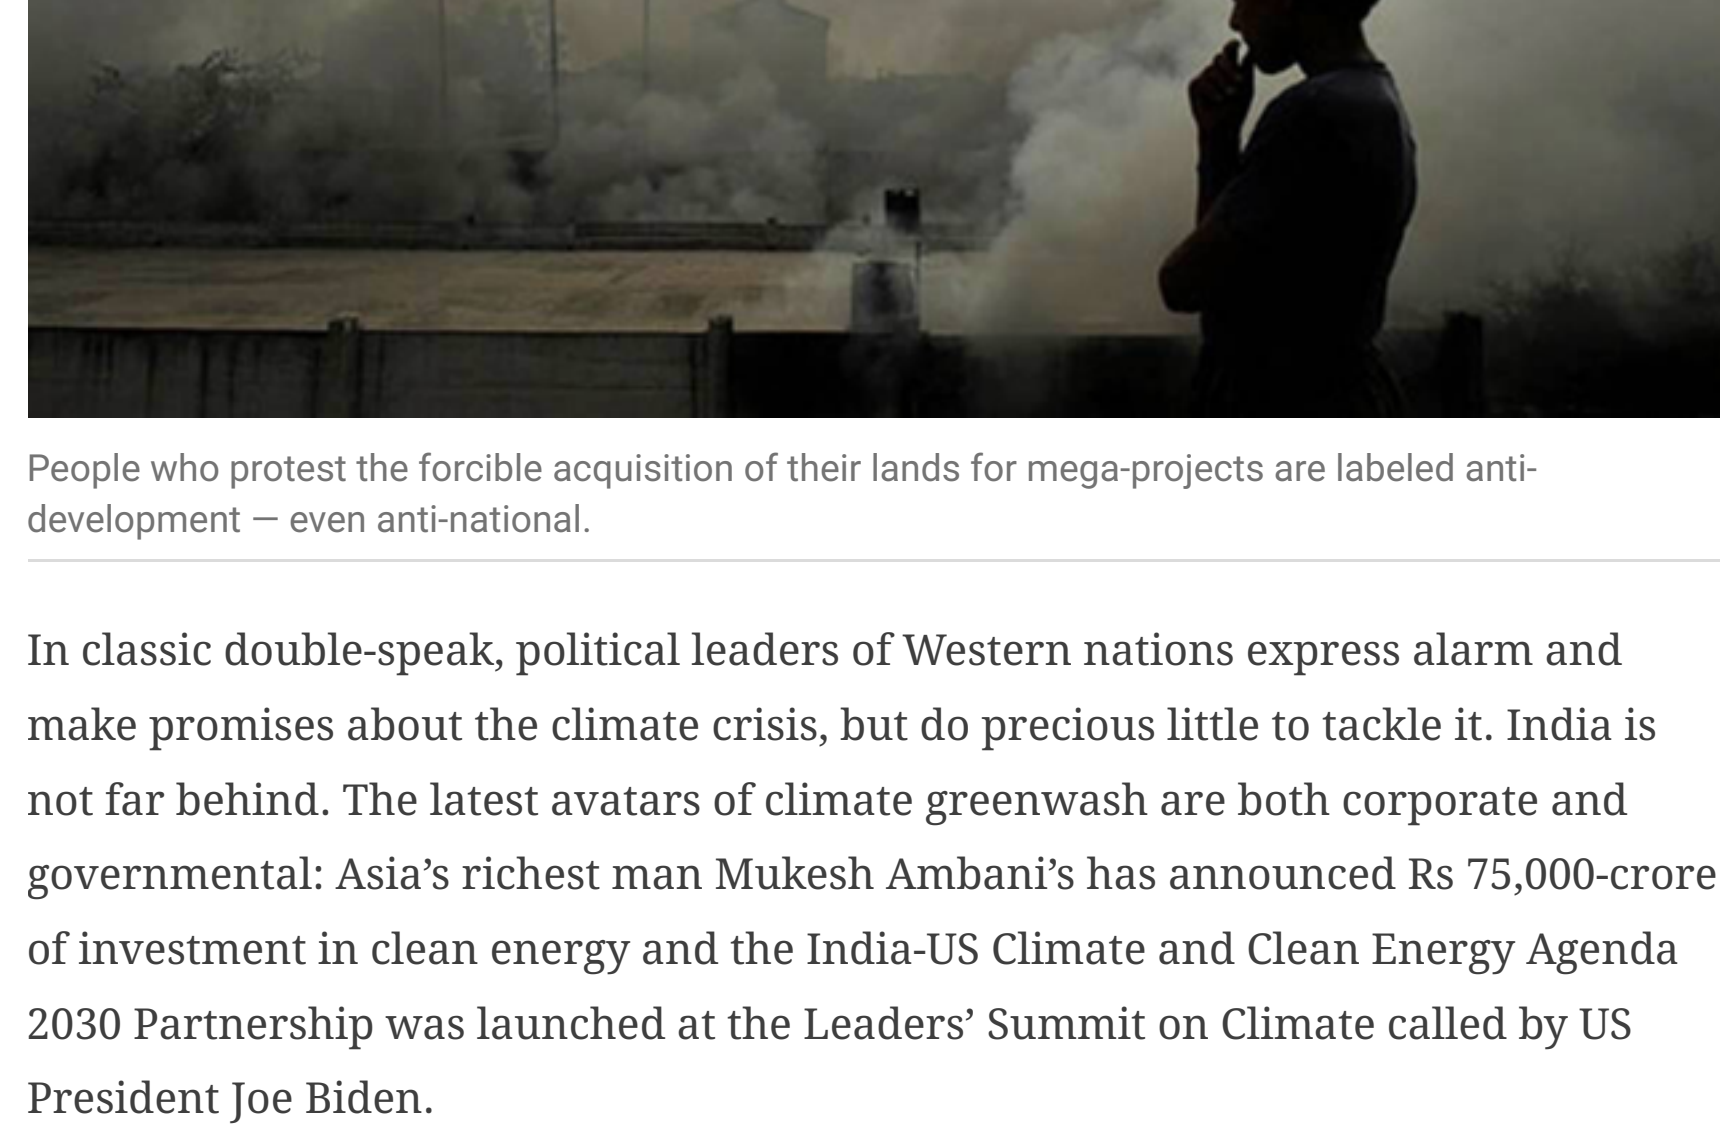 People who protest the forcible acquisition of their lands for mega-projects are labeled anti-
development — even anti-national.
In classic double-speak, political leaders of Western nations express alarm and
make promises about the climate crisis, but do precious little to tackle it. India is
not far behind. The latest avatars of climate greenwash are both corporate and
governmental: Asia’s richest man Mukesh Ambani’s has announced Rs 75,000-crore
of investment in clean energy and the India-US Climate and Clean Energy Agenda
2030 Partnership was launched at the Leaders’ Summit on Climate called by US
President Joe Biden.